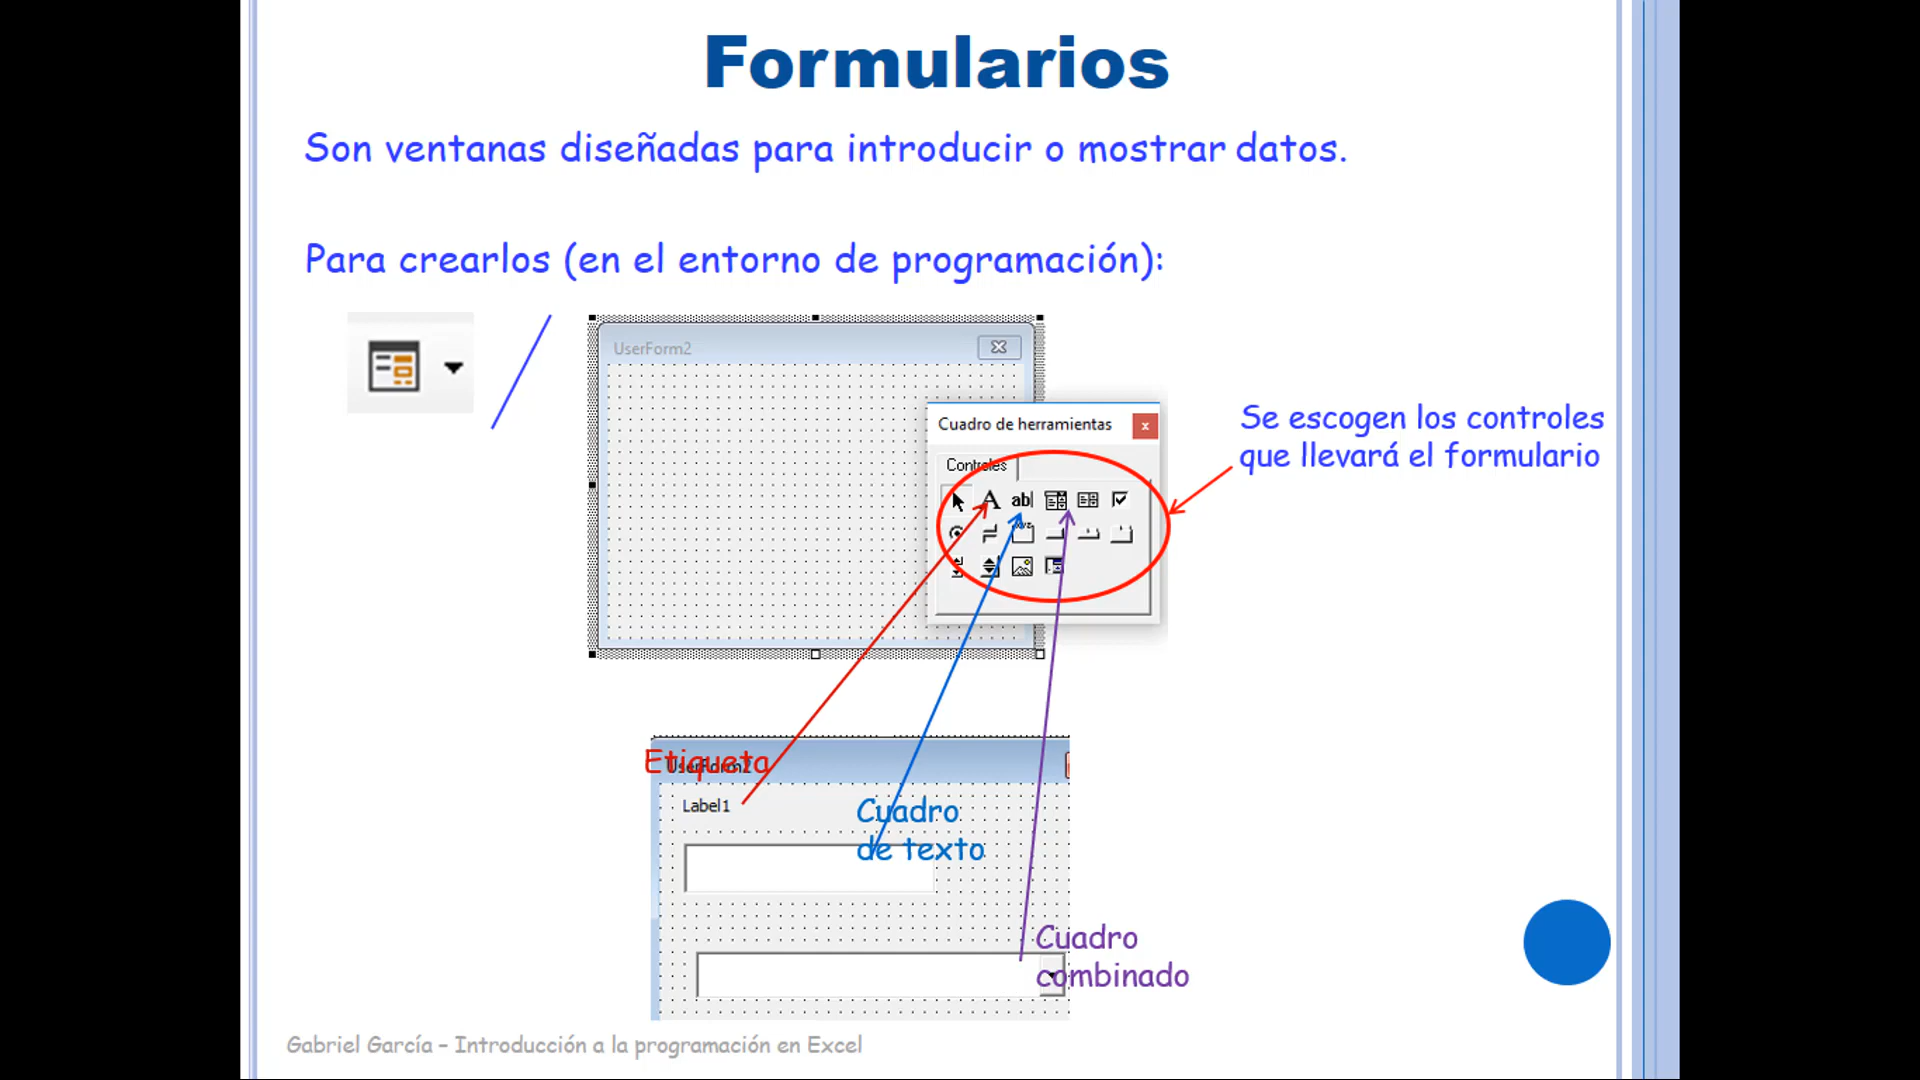 Formularios
Son ventanas diseñadas para introducir o mostrar datos.
Para crearlos (en el entorno de programación):
UserForm2
Cuadro de herramientas
Controles
ab
Se escogen los controles
que llevará el formulario
Etiqueta
UserForm2
Label1
Cuadro
de texto
Cuadro
combinado
Gabriel García – Introducción a la programación en Excel